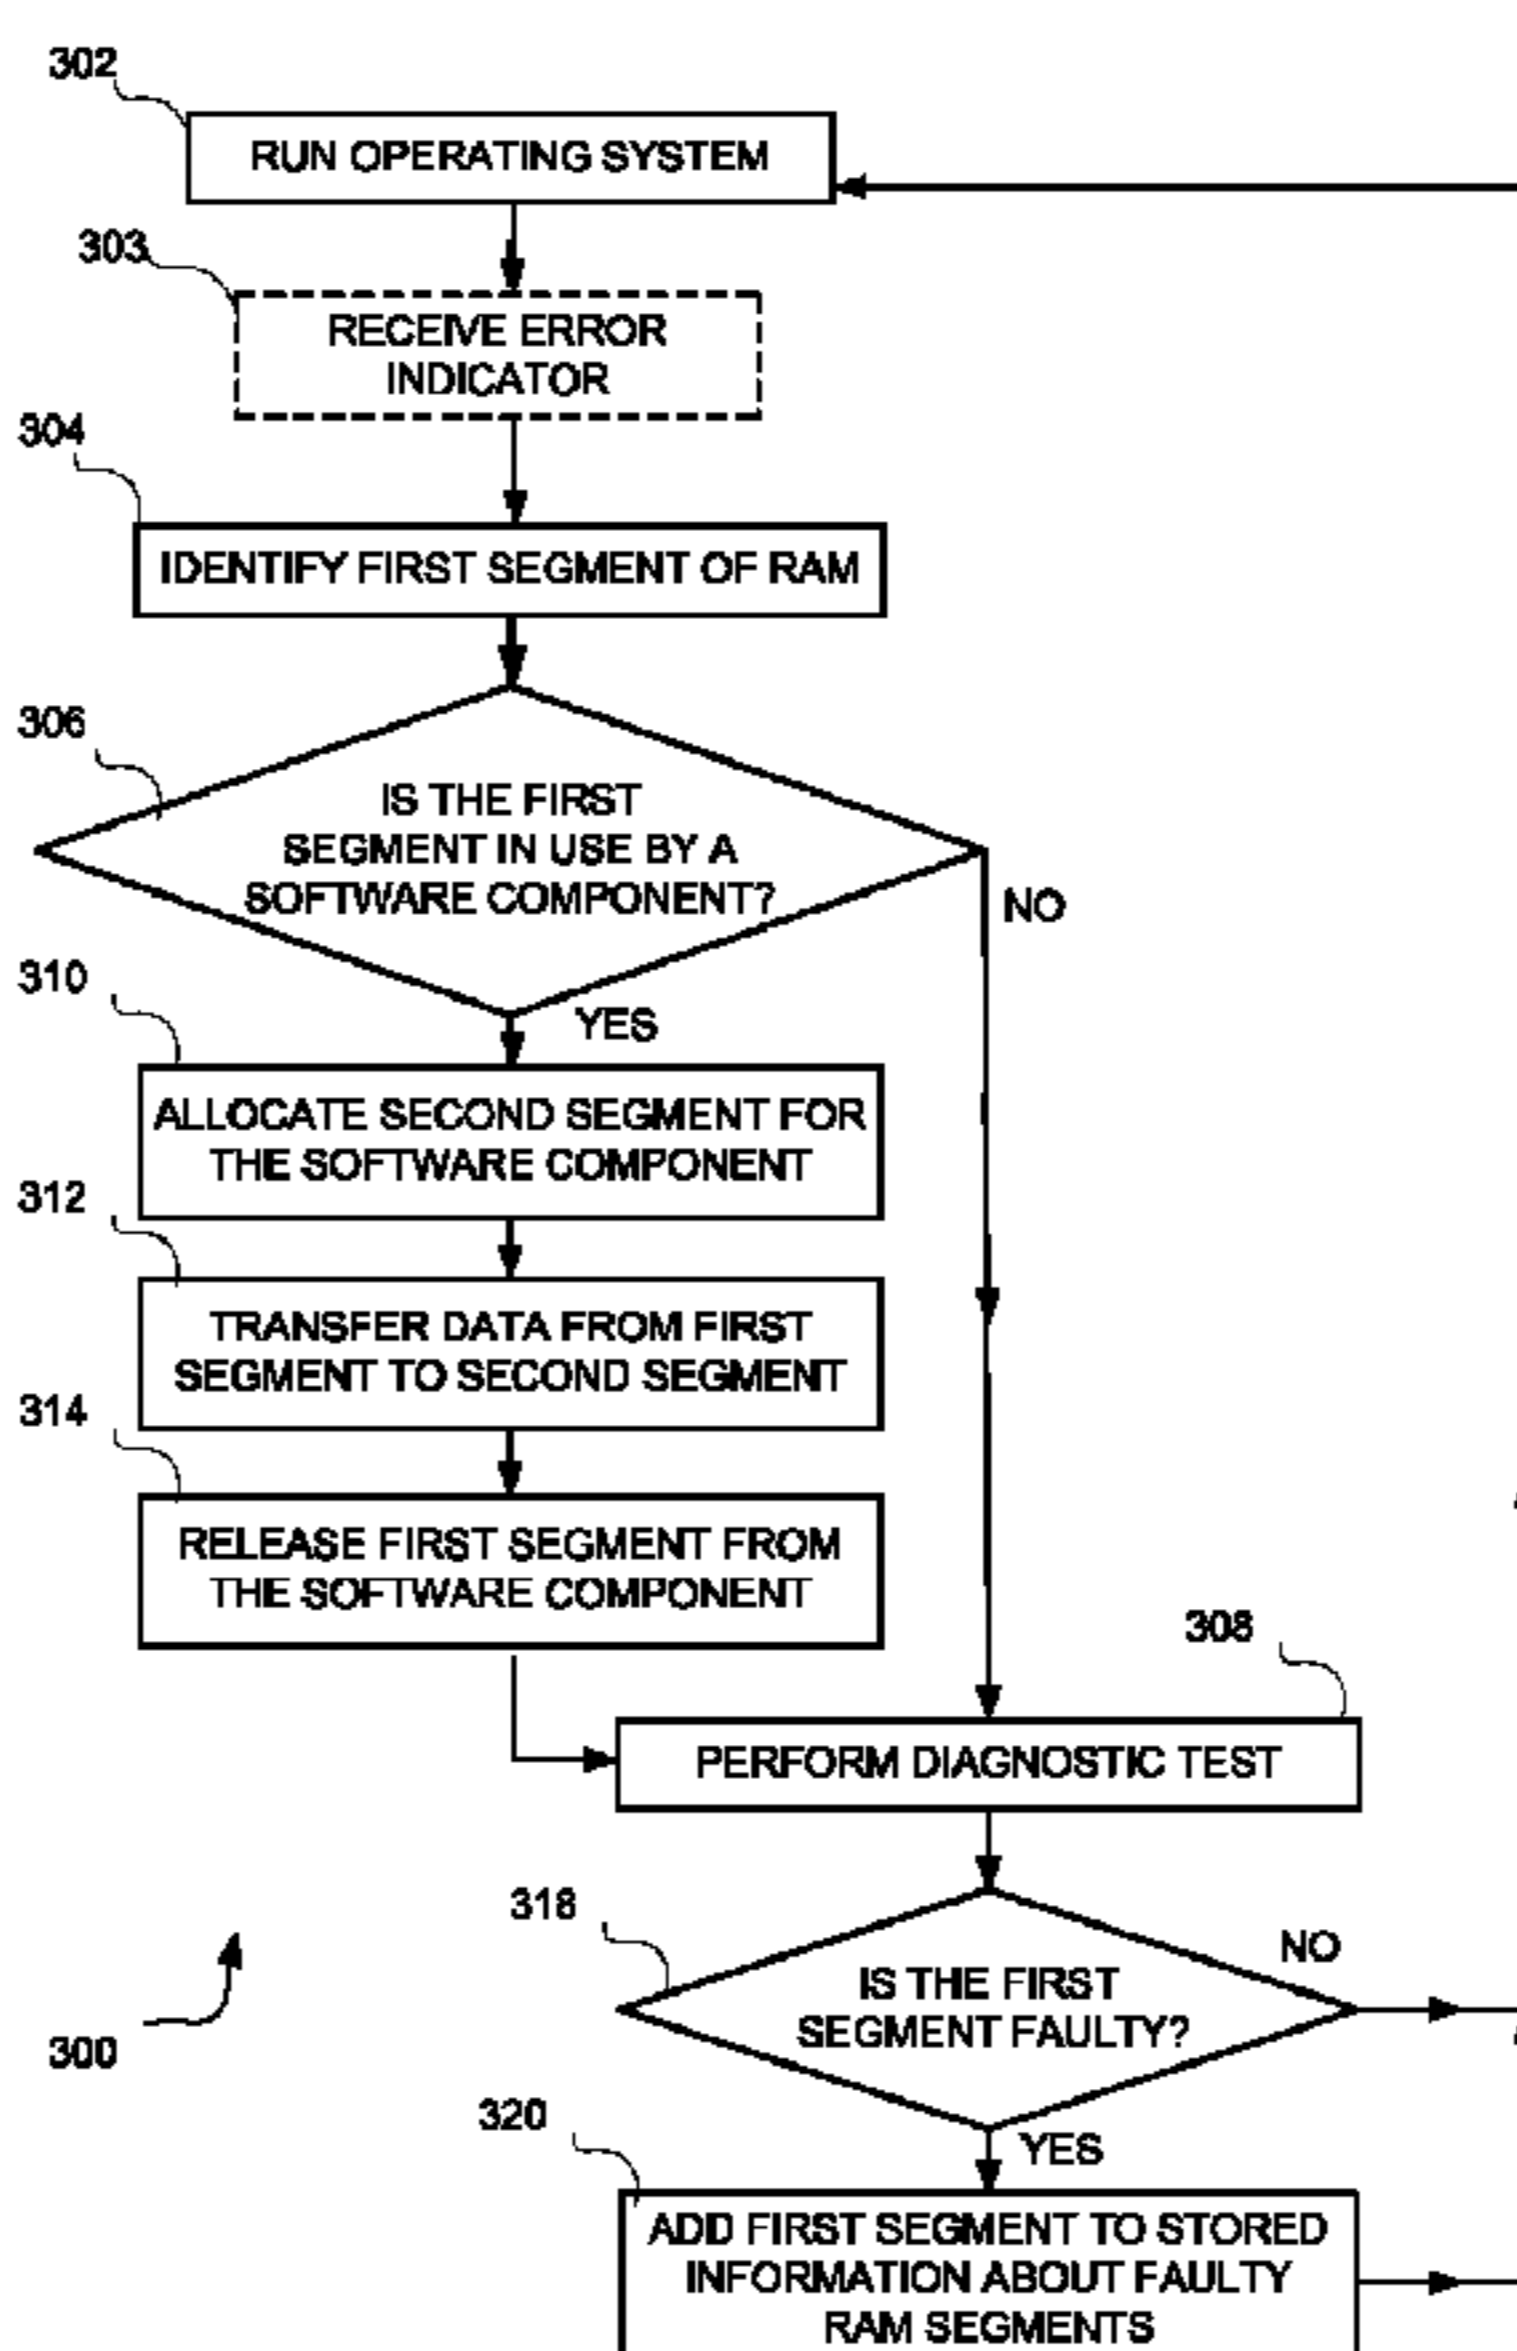 302
RUN OPERATING SYSTEM
303
RECEIVE ERROR
INDICATOR
304
IDENTIFY FIRST SEGMENT OF RAM
306
IS THE FIRST
SEGMENT IN USE BY A
SOFTWARE COMPONENT?
NO
310
YES
ALLOCATE SECOND SEGMENT FOR
THE SOFTWARE COMPONENT
312
TRANSFER DATA FROM FIRST
SEGMENT TO SECOND SEGMENT
314
RELEASE FIRST SEGMENT FROM
THE SOFTWARE COMPONENT
308
PERFORM DIAGNOSTIC TEST
318
NO
IS THE FIRST
SEGMENT FAULTY?
300
320
YES
ADD FIRST SEGMENT TO STORED
INFORMATION ABOUT FAULTY
RAM SEGMENTS